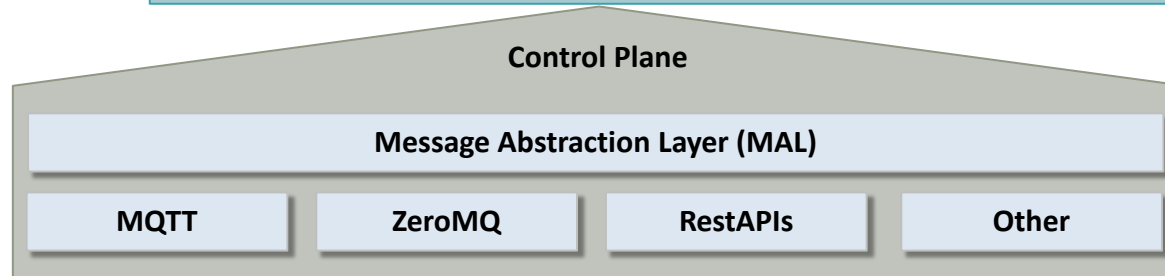 Control Plane
Message Abstraction Layer (MAL)
MQTT
ZeroMQ
RestAPIs
Other